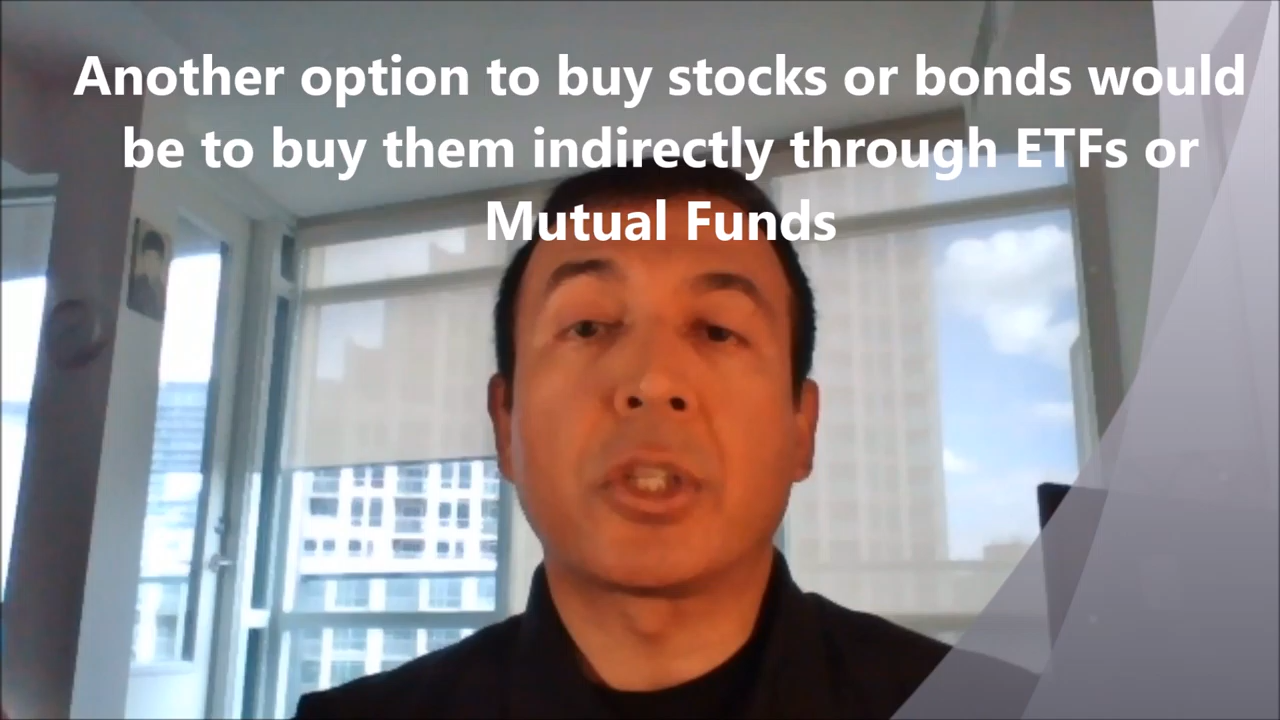 Another option to buy stocks or bonds would
be to buy them indirectly through ETFs or
Mutual Funds